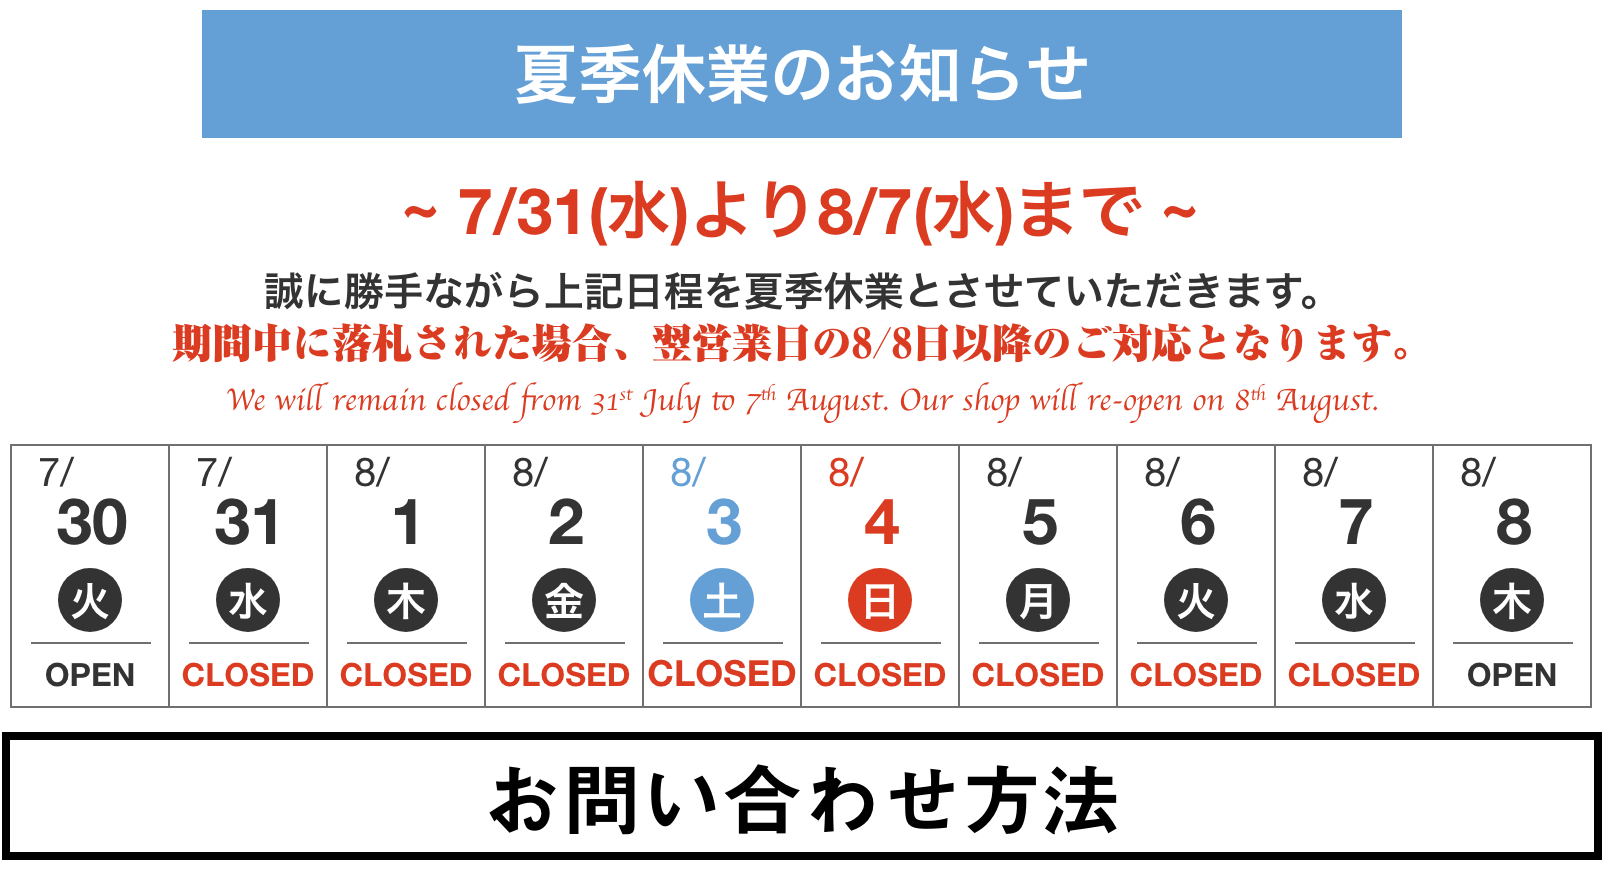 夏季休業のお知らせ
~ 7/31(水)より8/7(水)まで ~
誠に勝手ながら上記日程を夏季休業とさせていただきます。
期間中に落札された場合、翌営業日の8/8日以降のご対応となります。
We will remain closed from 31st July to 7th August. Our shop will re-open on 8th August.
7/ 7/ 8/ 8/ 8/ 8/ 8/ 8/ 8/ 8/
30 31 1 2 3 4 5 6 7 8
火 水 木 金 土 日 月 火 水 木
OPEN CLOSED CLOSED CLOSED CLOSED CLOSED CLOSED CLOSED CLOSED OPEN
お問い合わせ方法